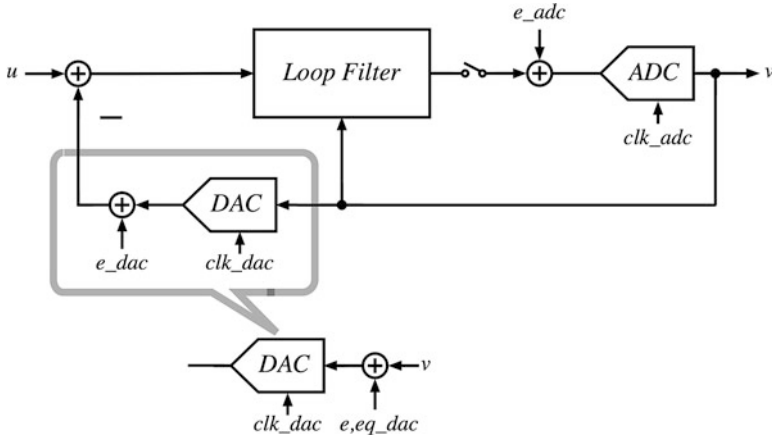 e_adc
u
Loop Filter
ADC
v
clk_adc
DAC
e_dac
clk_dac
DAC
v
clk_dac
e,eq_dac